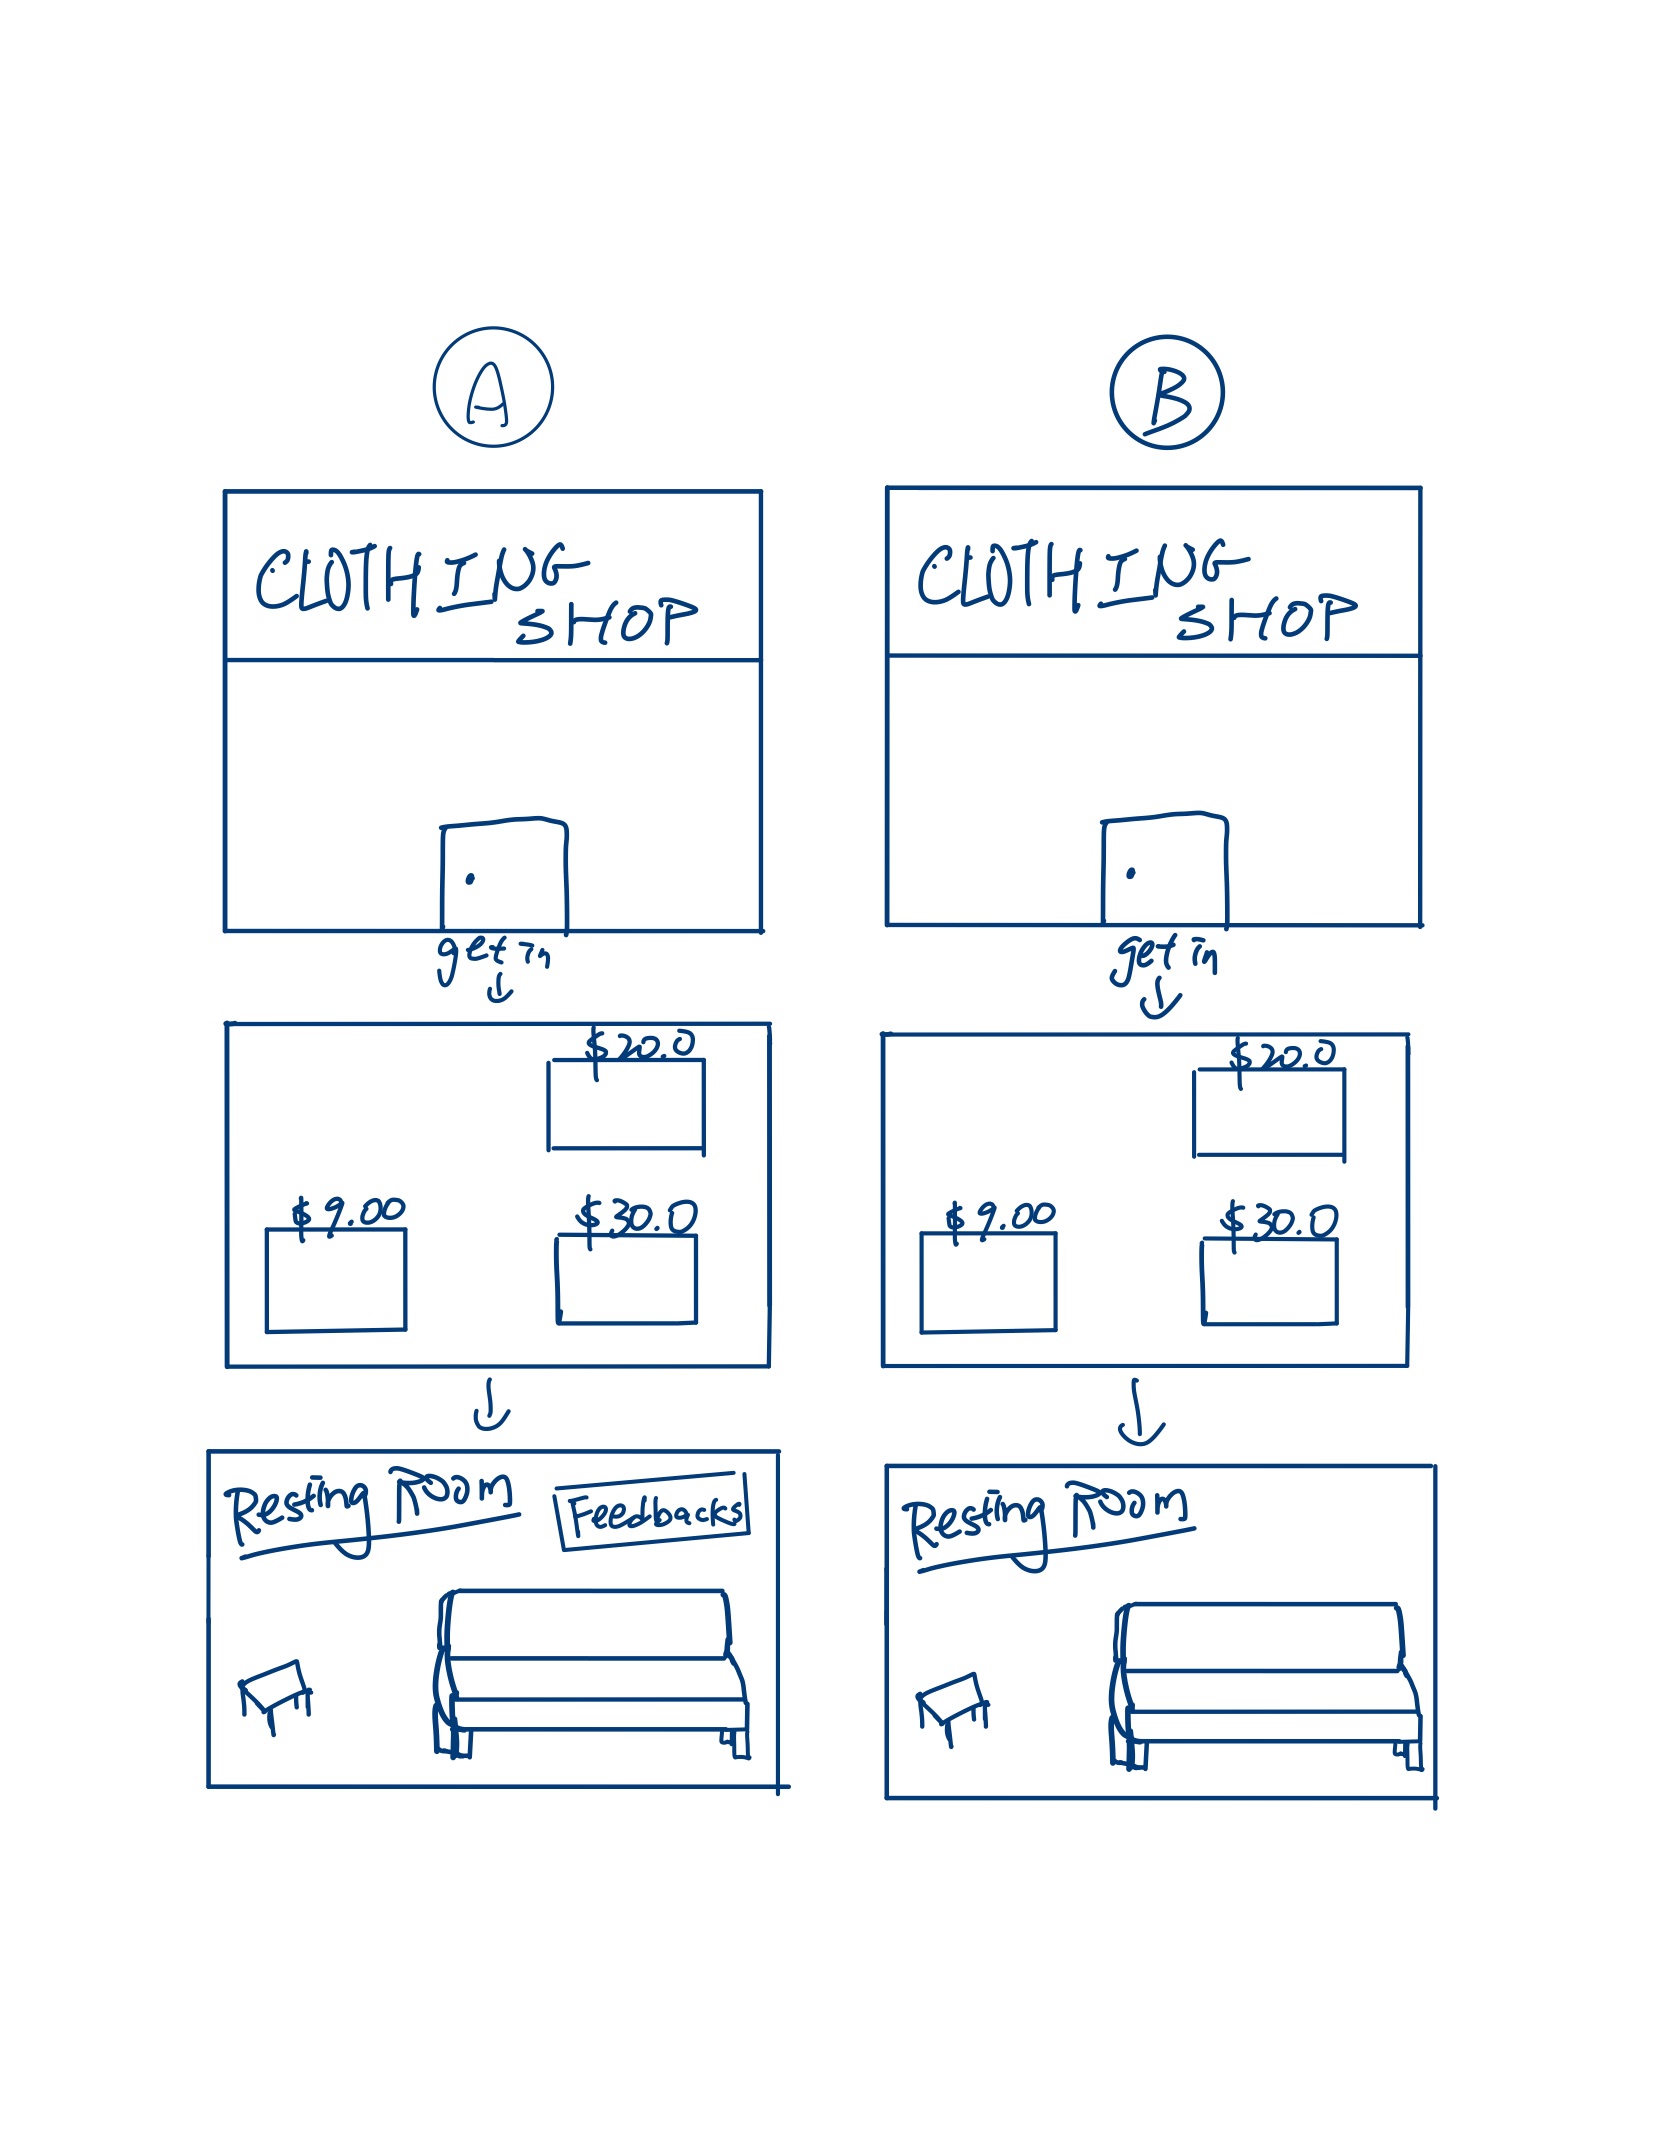 A
CLOTHING
SHOP
get in
$20.0
$9.00
$30.0
Resting Room
Feedbacks
B
CLOTHING
SHOP
get in
$20.0
$9.00
$30.0
Resting Room